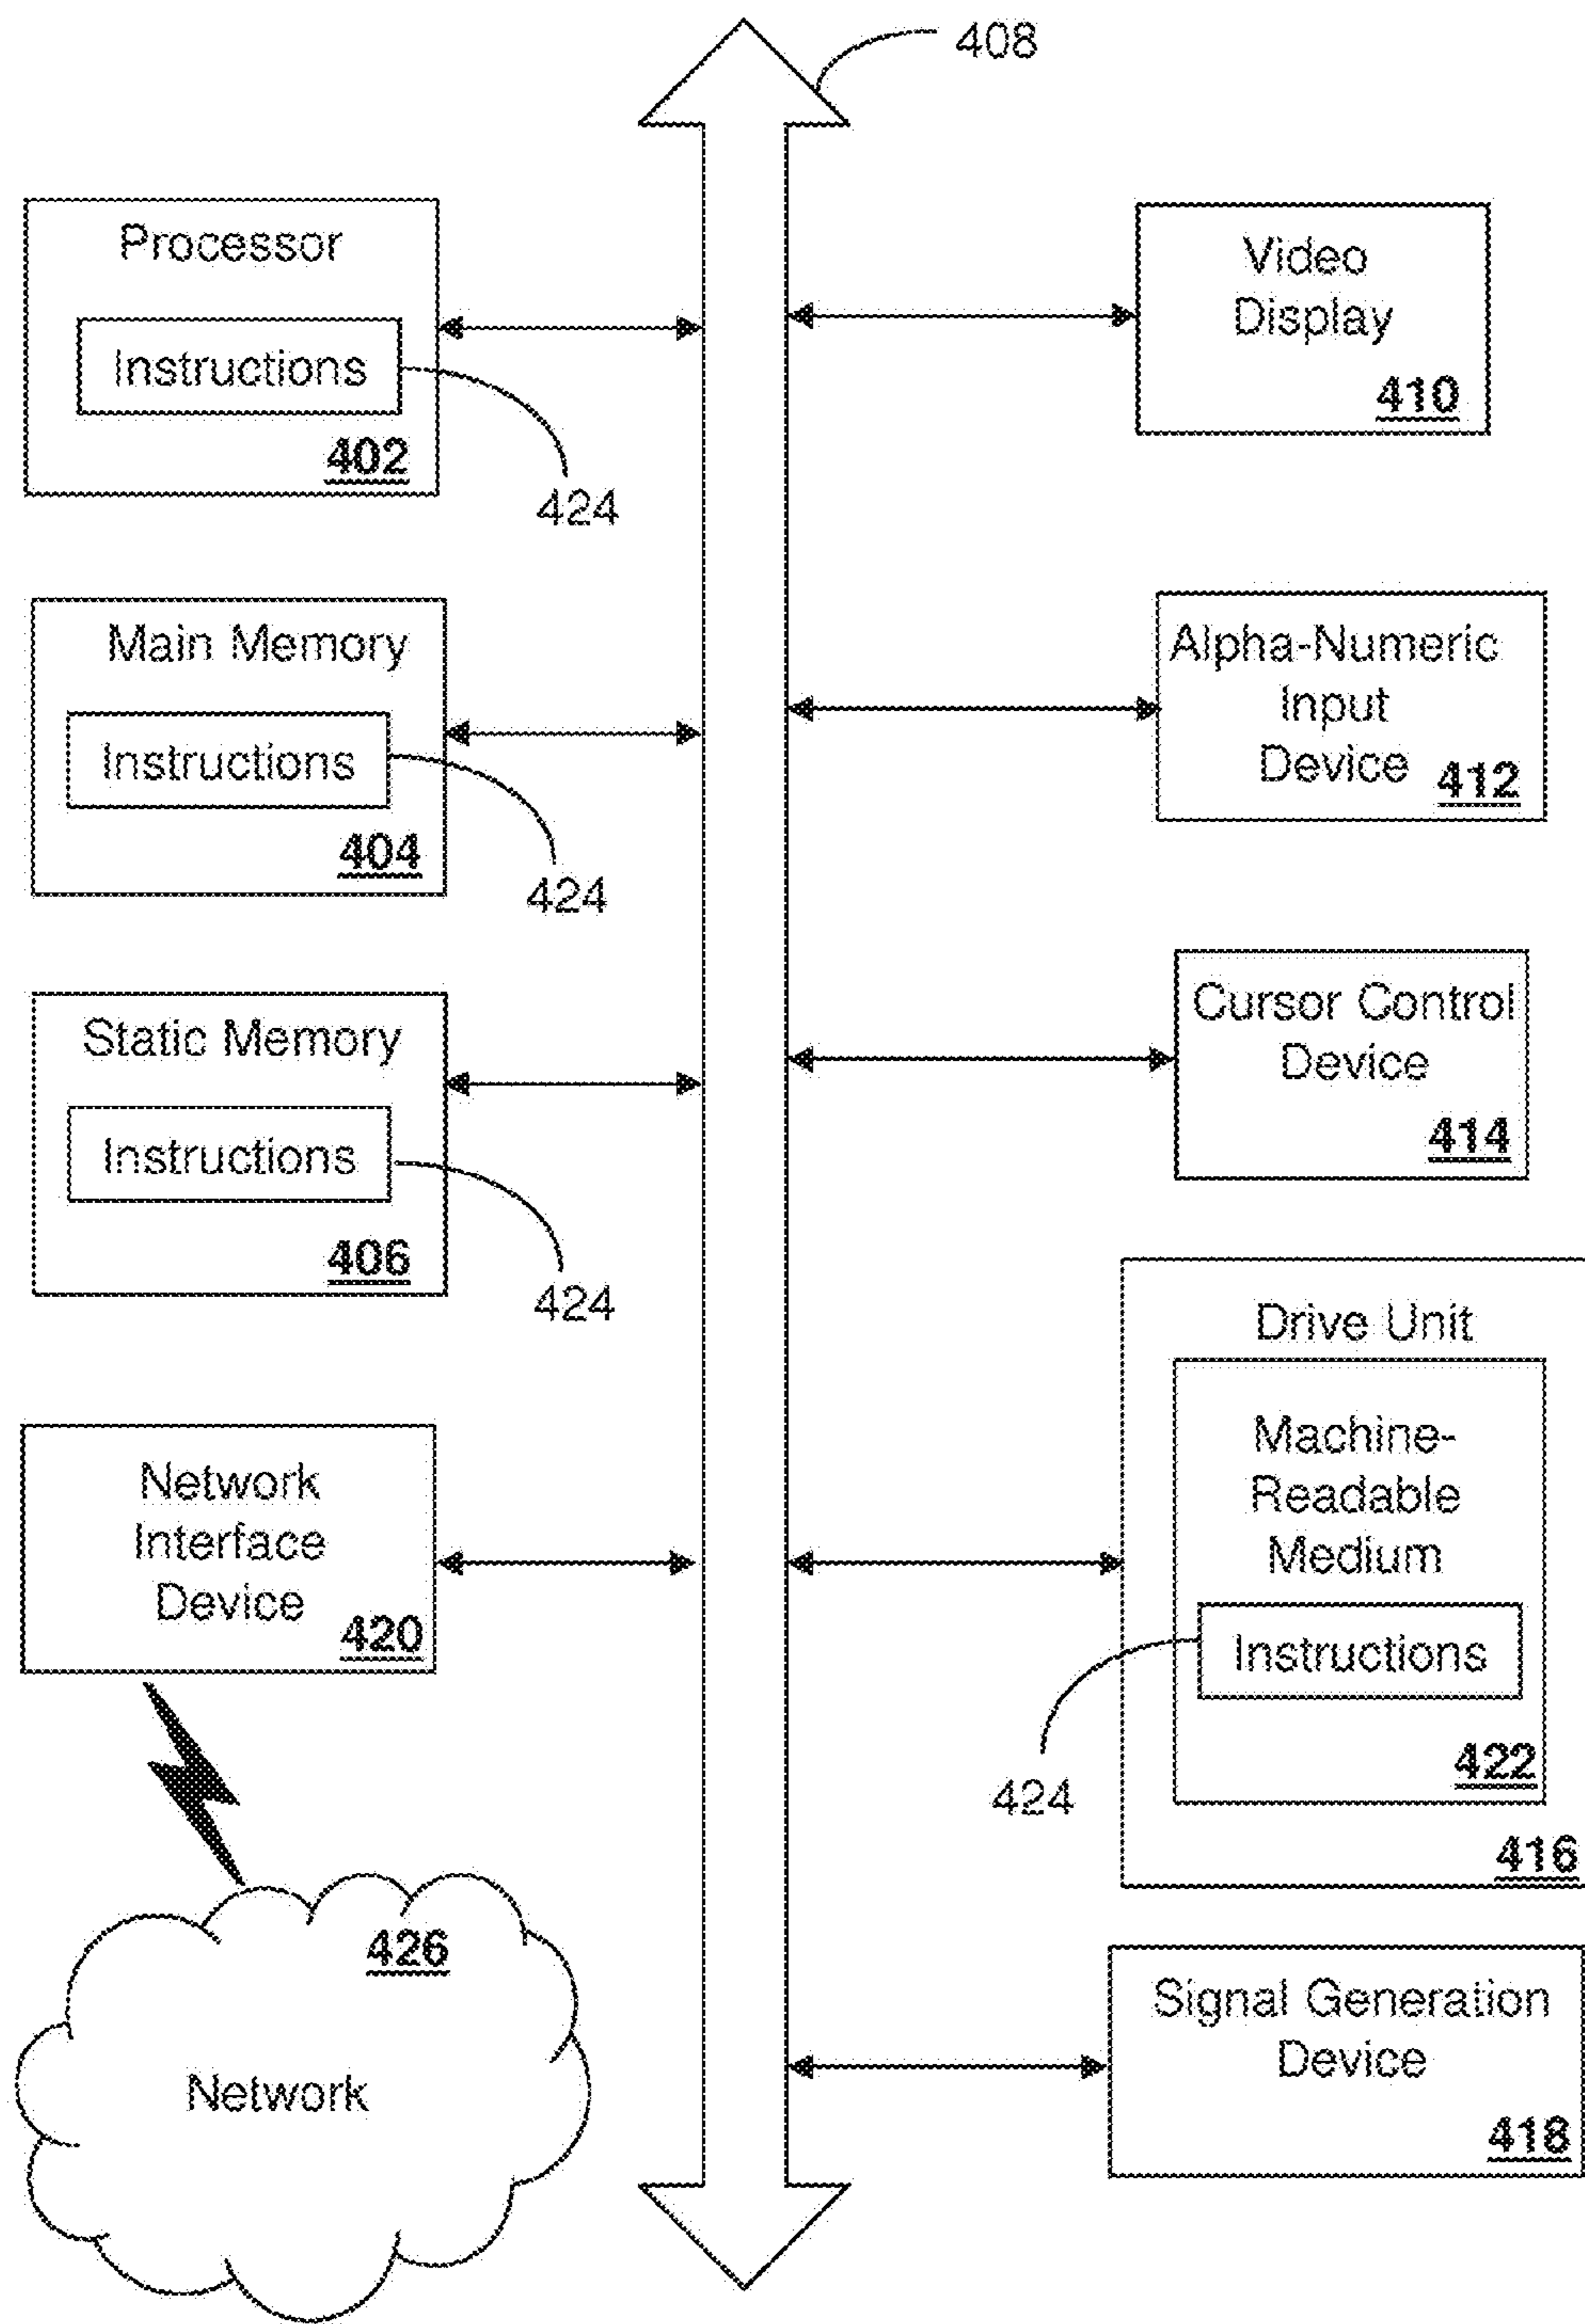 408
Processor
Instructions
402
424
Main Memory
Instructions
404
424
Static Memory
Instructions
406
424
Network
Interface
Device
420
426
Network
Video
Display
410
Alpha-Numeric
Input
Device
412
Cursor Control
Device
414
Drive Unit
Machine-
Readable
Medium
Instructions
422
424
416
Signal Generation
Device
418